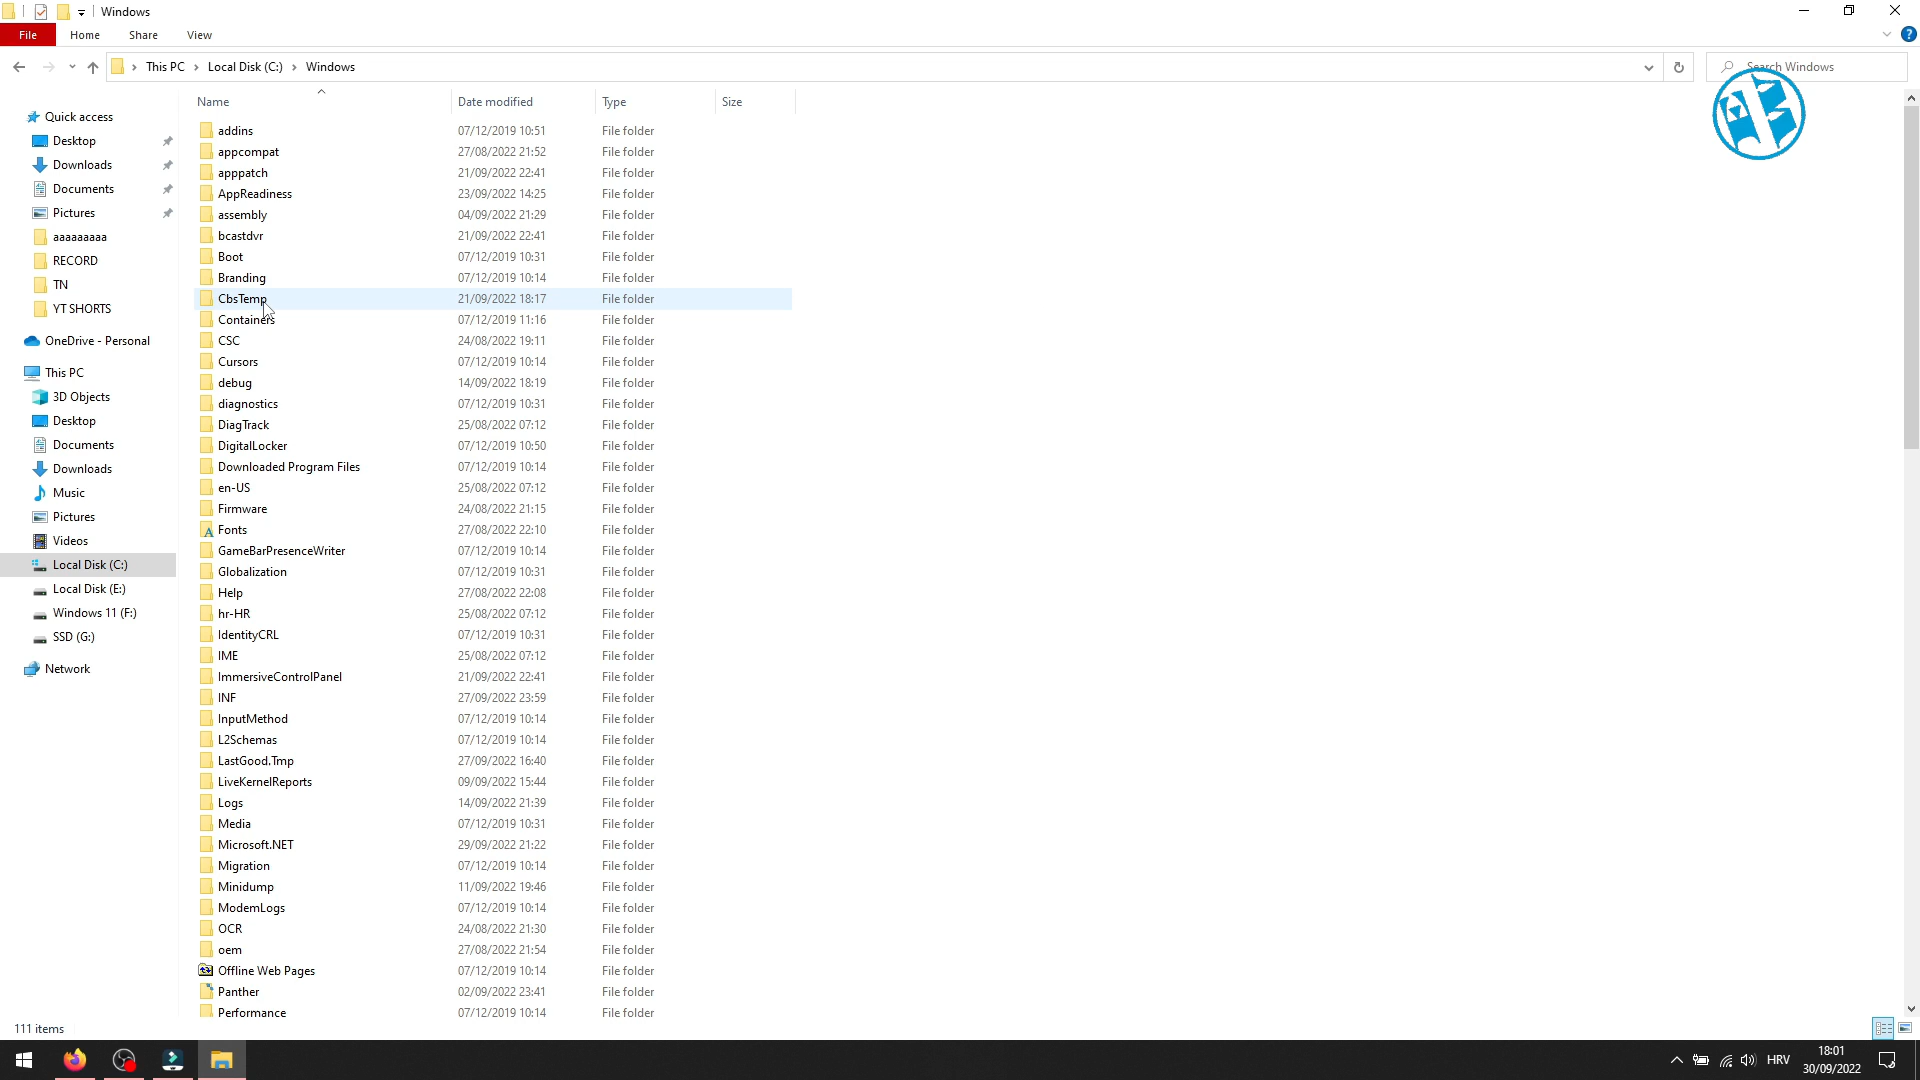 Windows
File Home Share View
This PC Local Disk (C:) Windows
Search Windows
Name Date modified Type Size
Quick access
Desktop
Downloads
Documents
Pictures
aaaaaaaaa
RECORD
TN
YT SHORTS
OneDrive - Personal
This PC
3D Objects
Desktop
Documents
Downloads
Music
Pictures
Videos
Local Disk (C:)
Local Disk (E:)
Windows 11 (F:)
SSD (G:)
Network
addins 07/12/2019 10:51 File folder
appcompat 27/08/2022 21:52 File folder
apppatch 21/09/2022 22:41 File folder
AppReadiness 23/09/2022 14:25 File folder
assembly 04/09/2022 21:29 File folder
bcastdvr 21/09/2022 22:41 File folder
Boot 07/12/2019 10:31 File folder
Branding 07/12/2019 10:14 File folder
CbsTemp 21/09/2022 18:17 File folder
Containers 07/12/2019 11:16 File folder
CSC 24/08/2022 19:11 File folder
Cursors 07/12/2019 10:14 File folder
debug 14/09/2022 18:19 File folder
diagnostics 07/12/2019 10:31 File folder
DiagTrack 25/08/2022 07:12 File folder
DigitalLocker 07/12/2019 10:50 File folder
Downloaded Program Files 07/12/2019 10:14 File folder
en-US 25/08/2022 07:12 File folder
Firmware 24/08/2022 21:15 File folder
Fonts 27/08/2022 22:10 File folder
GameBarPresenceWriter 07/12/2019 10:14 File folder
Globalization 07/12/2019 10:31 File folder
Help 27/08/2022 22:08 File folder
hr-HR 25/08/2022 07:12 File folder
IdentityCRL 07/12/2019 10:31 File folder
IME 25/08/2022 07:12 File folder
ImmersiveControlPanel 21/09/2022 22:41 File folder
INF 27/09/2022 23:59 File folder
InputMethod 07/12/2019 10:14 File folder
L2Schemas 07/12/2019 10:14 File folder
LastGood.Tmp 27/09/2022 16:40 File folder
LiveKernelReports 09/09/2022 15:44 File folder
Logs 14/09/2022 21:39 File folder
Media 07/12/2019 10:31 File folder
Microsoft.NET 29/09/2022 21:22 File folder
Migration 07/12/2019 10:14 File folder
Minidump 11/09/2022 19:46 File folder
ModemLogs 07/12/2019 10:14 File folder
OCR 24/08/2022 21:30 File folder
oem 27/08/2022 21:54 File folder
Offline Web Pages 07/12/2019 10:14 File folder
Panther 02/09/2022 23:41 File folder
Performance 07/12/2019 10:14 File folder
111 items
HRV
18:01
30/09/2022